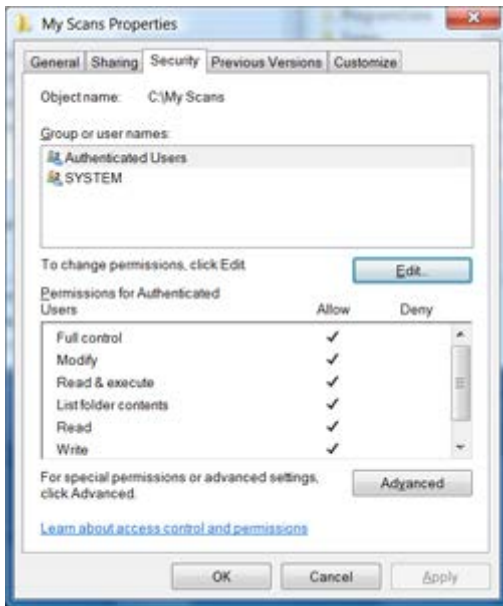 My Scans Properties
General Sharing Security Previous Versions Customize
Object name: C:\My Scans
Group or user names:
Authenticated Users
SYSTEM
To change permissions, click Edit.
Edit...
Permissions for Authenticated
Users Allow Deny
Full control
Modify
Read & execute
List folder contents
Read
Write
For special permissions or advanced settings,
click Advanced.
Advanced
Learn about access control and permissions
OK Cancel Apply